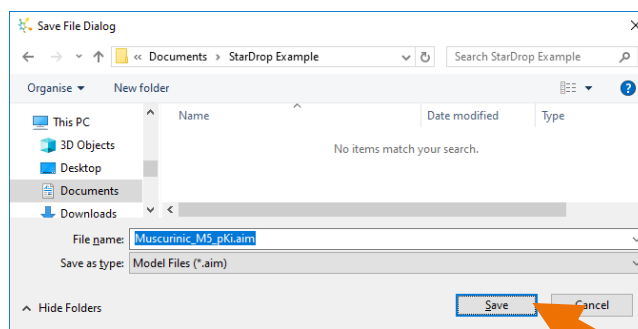 Save File Dialog
« Documents › StarDrop Example
Search StarDrop Example
Organise
New folder
Name
Date modified
Type
This PC
3D Objects
Desktop
Documents
Downloads
No items match your search.
File name: Muscurinic_M5_pKi.aim
Save as type: Model Files (*.aim)
Hide Folders
Save
Cancel